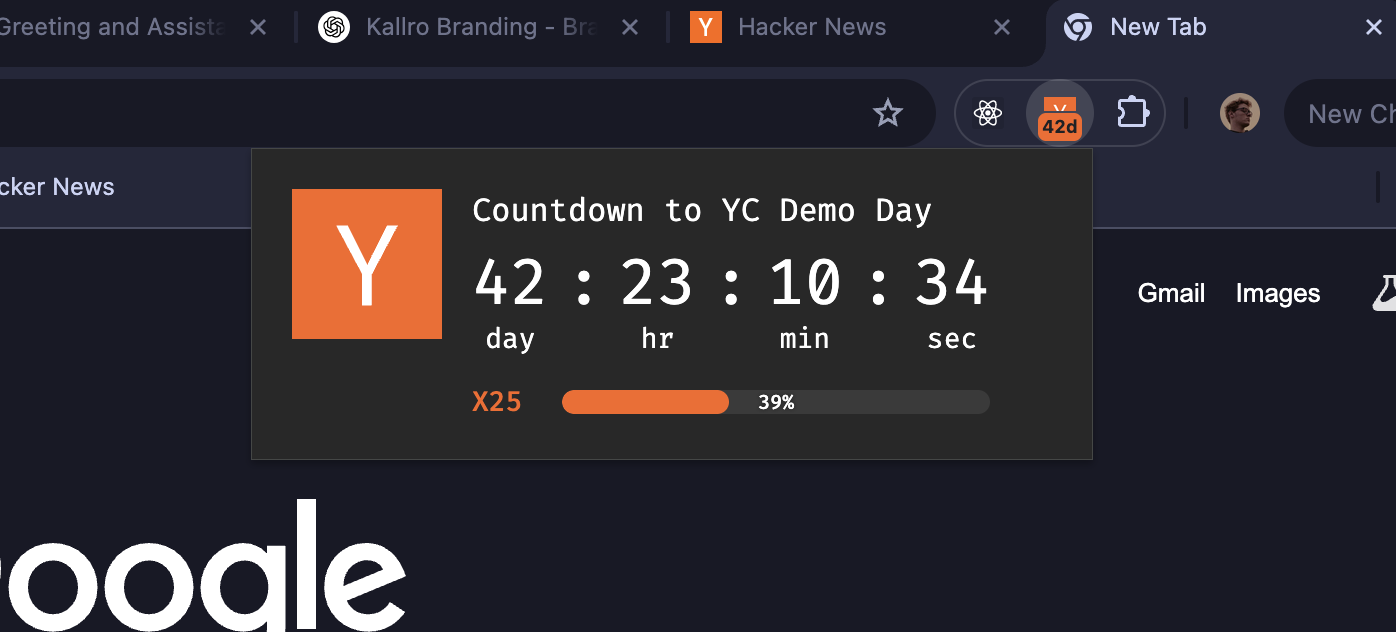 Greeting and Assista
Kallro Branding - Bra
Y
Hacker News
New Tab
Y
42d
New Ch
cker News
Y
Countdown to YC Demo Day
42 : 23 : 10 : 34
day hr min sec
X25
39%
Gmail
Images
oogle